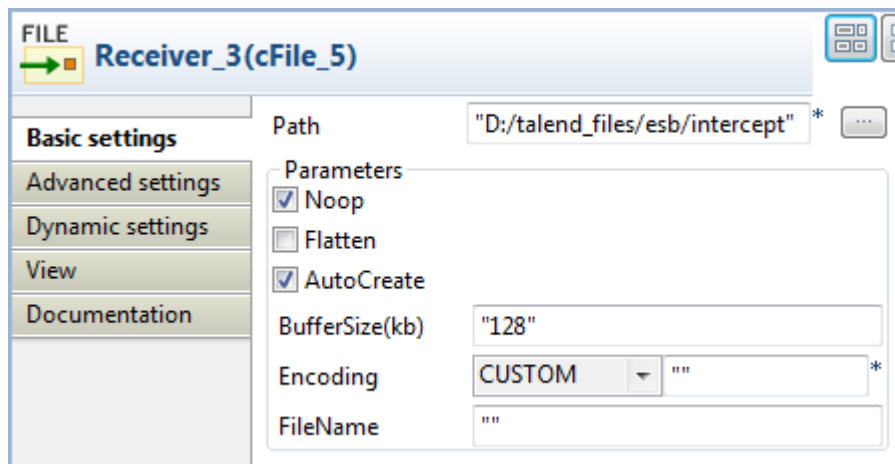 FILE
Receiver_3(cFile_5)
Basic settings
Advanced settings
Dynamic settings
View
Documentation
Path "D:/talend_files/esb/intercept" * ...
Parameters
Noop
Flatten
AutoCreate
BufferSize(kb) "128"
Encoding CUSTOM "" *
FileName ""